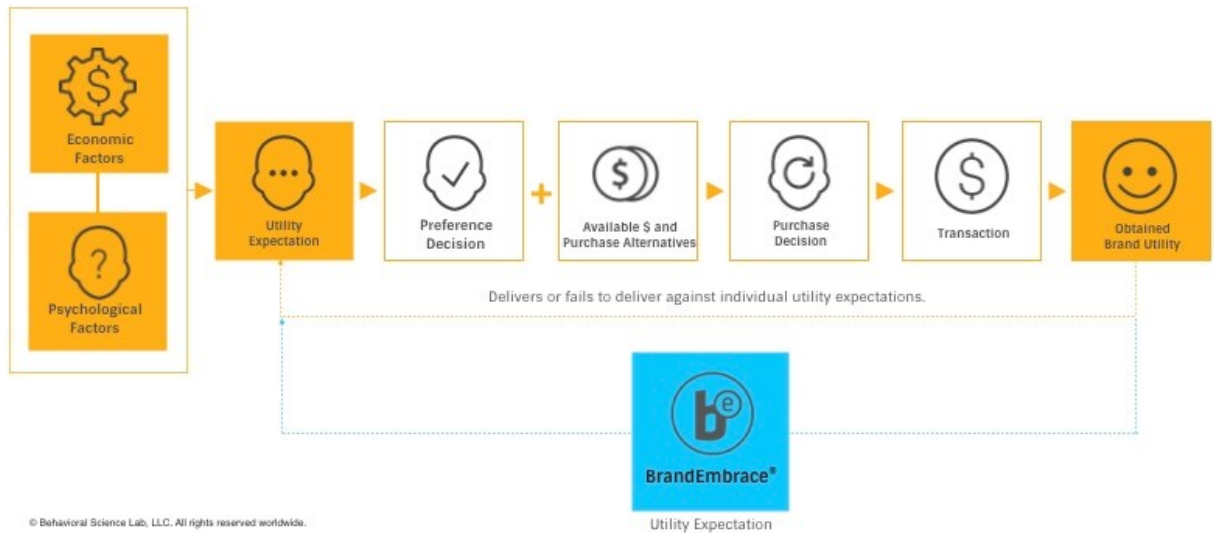 $
Economic
Factors
?
Psychological
Factors
Utility
Expectation
Preference
Decision
+
$
Available $ and
Purchase Alternatives
Purchase
Decision
$
Transaction
Obtained
Brand Utility
Delivers or fails to deliver against individual utility expectations.
be
BrandEmbrace®
Utility Expectation
© Behavioral Science Lab, LLC. All rights reserved worldwide.